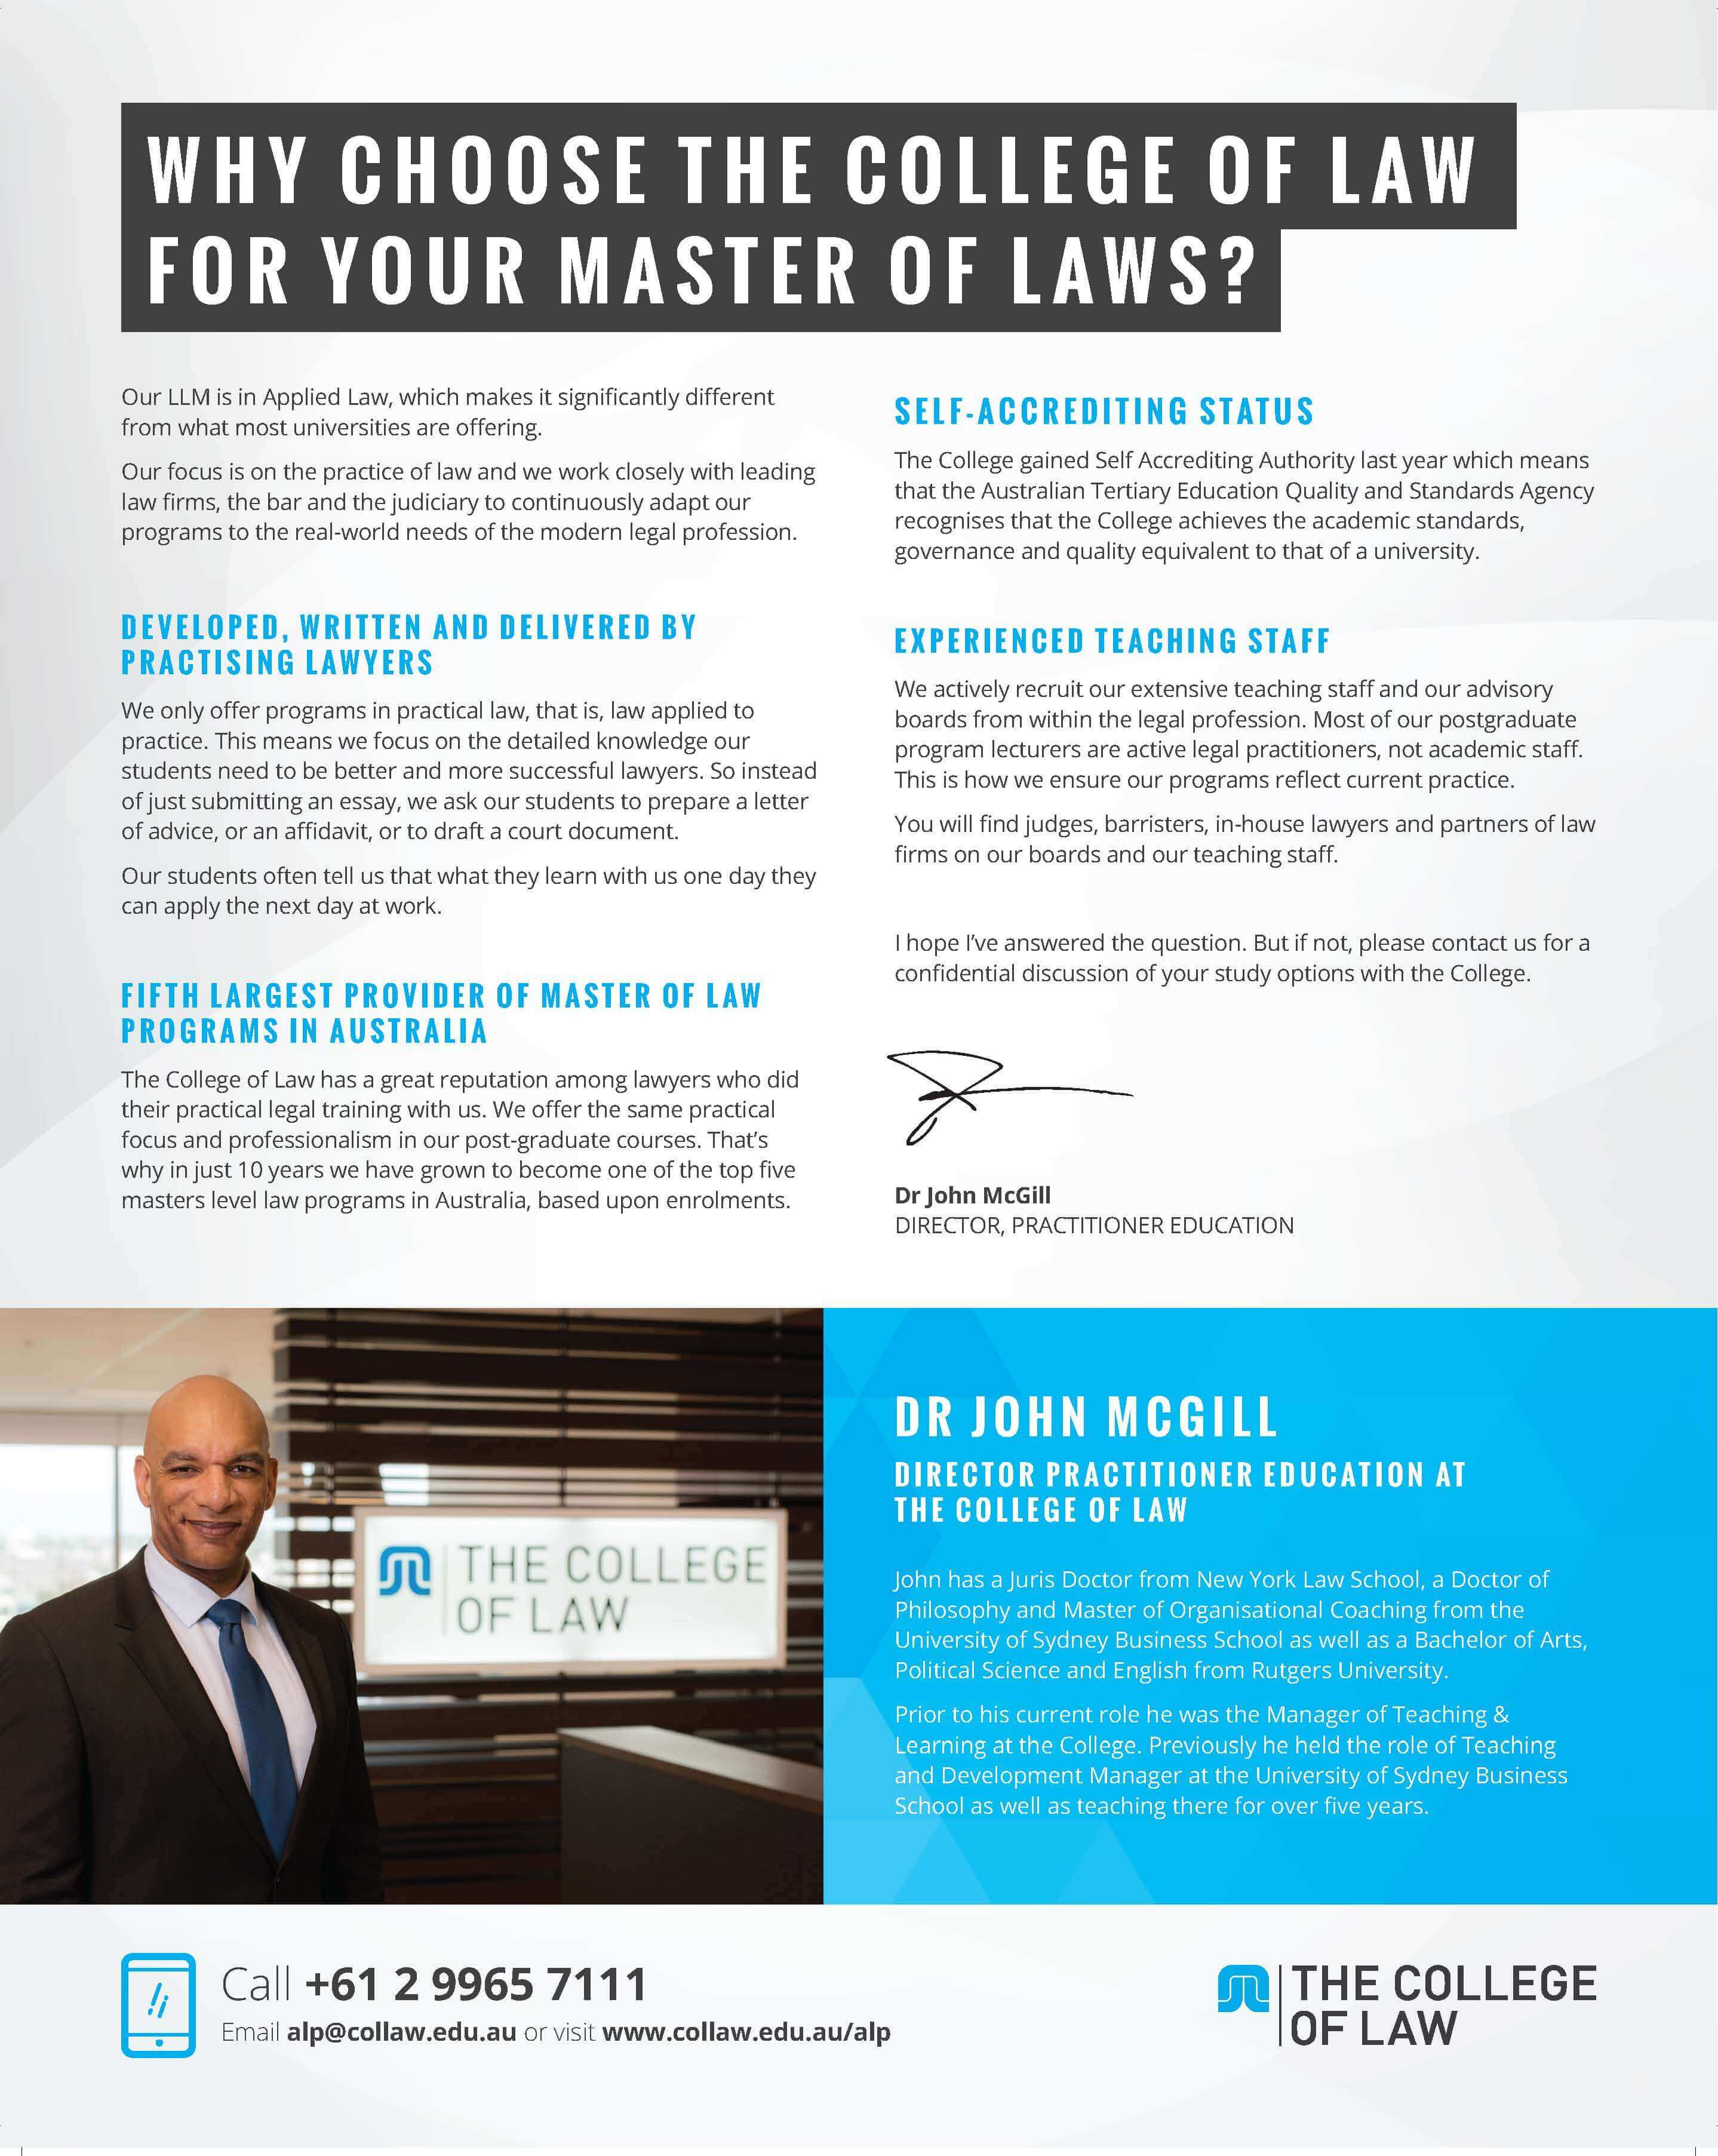 WHY CHOOSE THE COLLEGE OF LAW
FOR YOUR MASTER OF LAWS?
Our LLM is in Applied Law, which makes it significantly different
from what most universities are offering.
Our focus is on the practice of law and we work closely with leading
law firms, the bar and the judiciary to continuously adapt our
programs to the real-world needs of the modern legal profession.
DEVELOPED, WRITTEN AND DELIVERED BY
PRACTISING LAWYERS
We only offer programs in practical law, that is, law applied to
practice. This means we focus on the detailed knowledge our
students need to be better and more successful lawyers. So instead
of just submitting an essay, we ask our students to prepare a letter
of advice, or an affidavit, or to draft a court document.
Our students often tell us that what they learn with us one day they
can apply the next day at work.
FIFTH LARGEST PROVIDER OF MASTER OF LAW
PROGRAMS IN AUSTRALIA
The College of Law has a great reputation among lawyers who did
their practical legal training with us. We offer the same practical
focus and professionalism in our post-graduate courses. That’s
why in just 10 years we have grown to become one of the top five
masters level law programs in Australia, based upon enrolments.
SELF-ACCREDITING STATUS
The College gained Self Accrediting Authority last year which means
that the Australian Tertiary Education Quality and Standards Agency
recognises that the College achieves the academic standards,
governance and quality equivalent to that of a university.
EXPERIENCED TEACHING STAFF
We actively recruit our extensive teaching staff and our advisory
boards from within the legal profession. Most of our postgraduate
program lecturers are active legal practitioners, not academic staff.
This is how we ensure our programs reflect current practice.
You will find judges, barristers, in-house lawyers and partners of law
firms on our boards and our teaching staff.
I hope I’ve answered the question. But if not, please contact us for a
confidential discussion of your study options with the College.
Dr John McGill
DIRECTOR, PRACTITIONER EDUCATION
THE COLLEGE
OF LAW
DR JOHN MCGILL
DIRECTOR PRACTITIONER EDUCATION AT
THE COLLEGE OF LAW
John has a Juris Doctor from New York Law School, a Doctor of
Philosophy and Master of Organisational Coaching from the
University of Sydney Business School as well as a Bachelor of Arts,
Political Science and English from Rutgers University.
Prior to his current role he was the Manager of Teaching &
Learning at the College. Previously he held the role of Teaching
and Development Manager at the University of Sydney Business
School as well as teaching there for over five years.
Call +61 2 9965 7111
Email alp@collaw.edu.au or visit www.collaw.edu.au/alp
THE COLLEGE
OF LAW